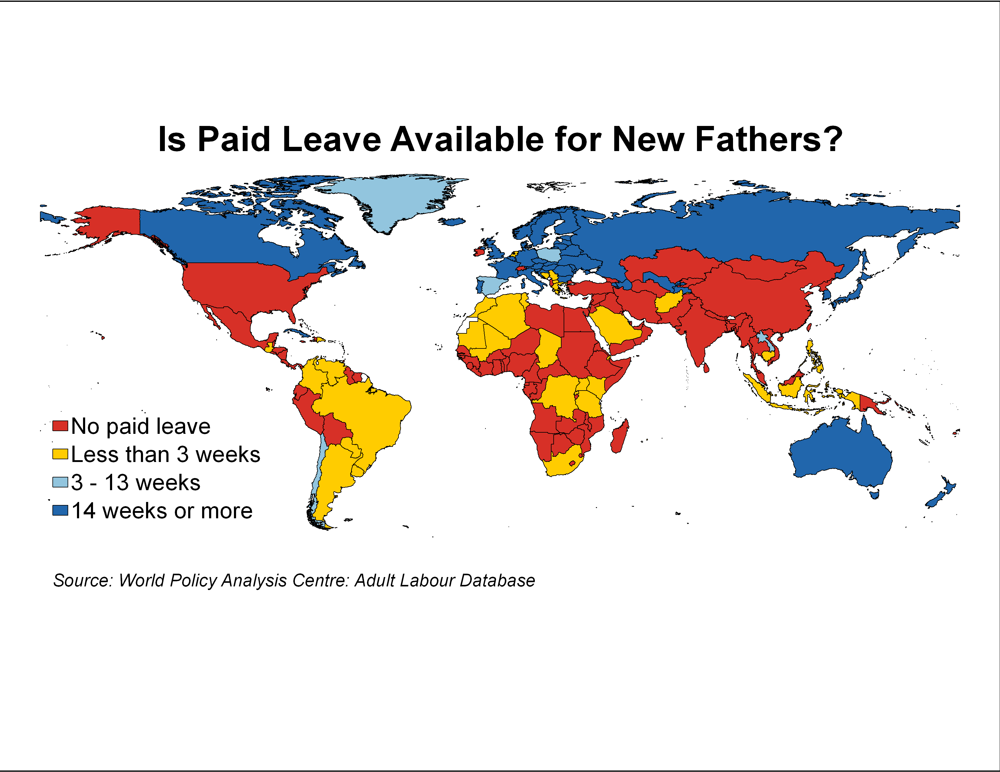 Is Paid Leave Available for New Fathers?
No paid leave
Less than 3 weeks
3 - 13 weeks
14 weeks or more
Source: World Policy Analysis Centre: Adult Labour Database